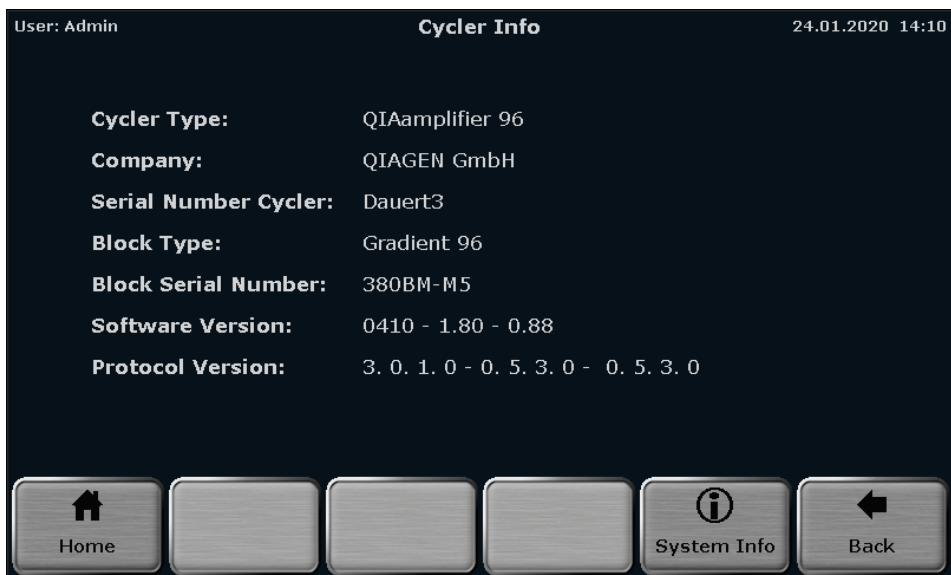 User: Admin Cycler Info 24.01.2020 14:10
Cycler Type: QIAamplifier 96
Company: QIAGEN GmbH
Serial Number Cycler: Dauert3
Block Type: Gradient 96
Block Serial Number: 380BM-M5
Software Version: 0410 - 1.80 - 0.88
Protocol Version: 3. 0. 1. 0 - 0. 5. 3. 0 - 0. 5. 3. 0
Home System Info Back